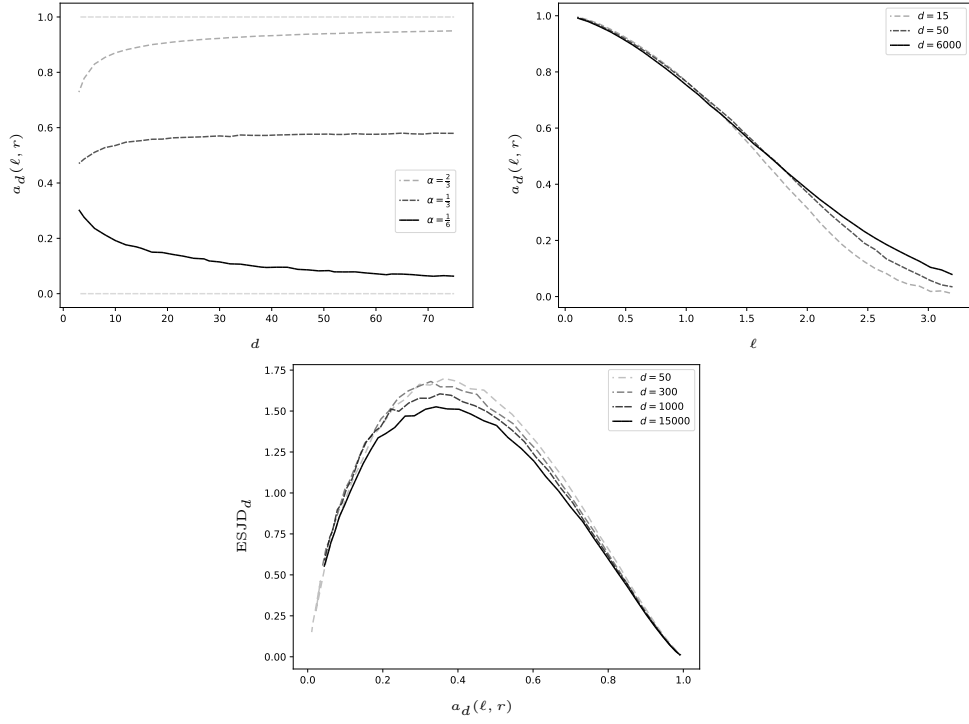 a_d(ℓ, r)
1.0
0.8
0.6
0.4
0.2
0.0
α = 2/3
α = 1/3
α = 1/6
0 10 20 30 40 50 60 70
d
a_d(ℓ, r)
1.0
0.8
0.6
0.4
0.2
0.0
d = 15
d = 50
d = 6000
0.0 0.5 1.0 1.5 2.0 2.5 3.0
ℓ
ESJD_d
1.75
1.50
1.25
1.00
0.75
0.50
0.25
0.00
d = 50
d = 300
d = 1000
d = 15000
0.0 0.2 0.4 0.6 0.8 1.0
a_d(ℓ, r)